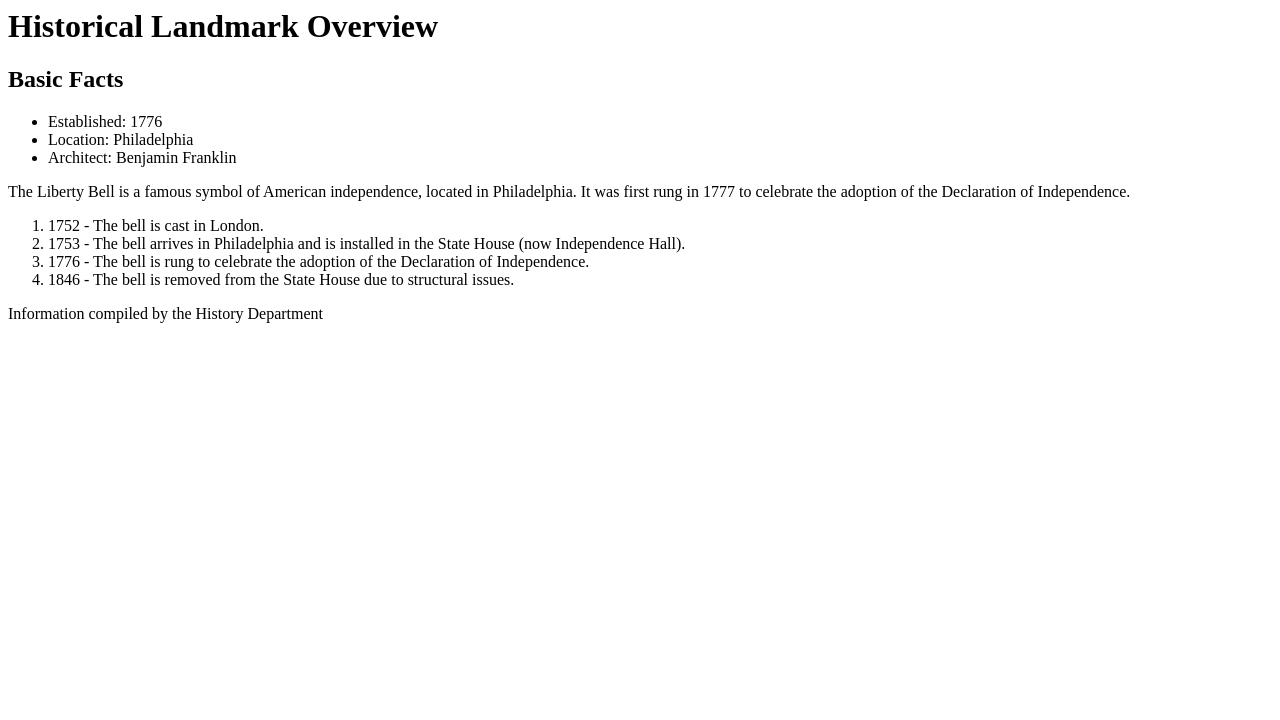 Historical Landmark Overview
Basic Facts
• Established: 1776
• Location: Philadelphia
• Architect: Benjamin Franklin
The Liberty Bell is a famous symbol of American independence, located in Philadelphia. It was first rung in 1777 to celebrate the adoption of the Declaration of Independence.
1. 1752 - The bell is cast in London.
2. 1753 - The bell arrives in Philadelphia and is installed in the State House (now Independence Hall).
3. 1776 - The bell is rung to celebrate the adoption of the Declaration of Independence.
4. 1846 - The bell is removed from the State House due to structural issues.
Information compiled by the History Department